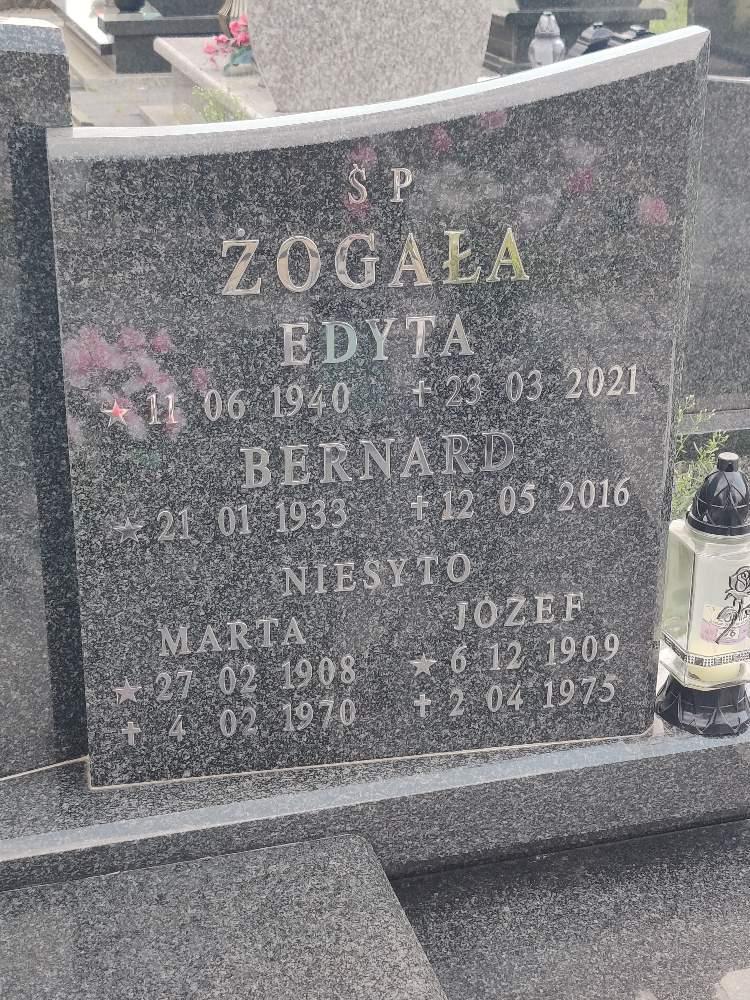 ŚP
ŻOGAŁA
EDYTA
★ 11 06 1940 ✝ 23 03 2021
BERNARD
★ 21 01 1933 ✝ 12 05 2016
NIESYTO
MARTA JÓZEF
★ 27 02 1908 ★ 6 12 1909
✝ 4 02 1970 ✝ 2 04 1975